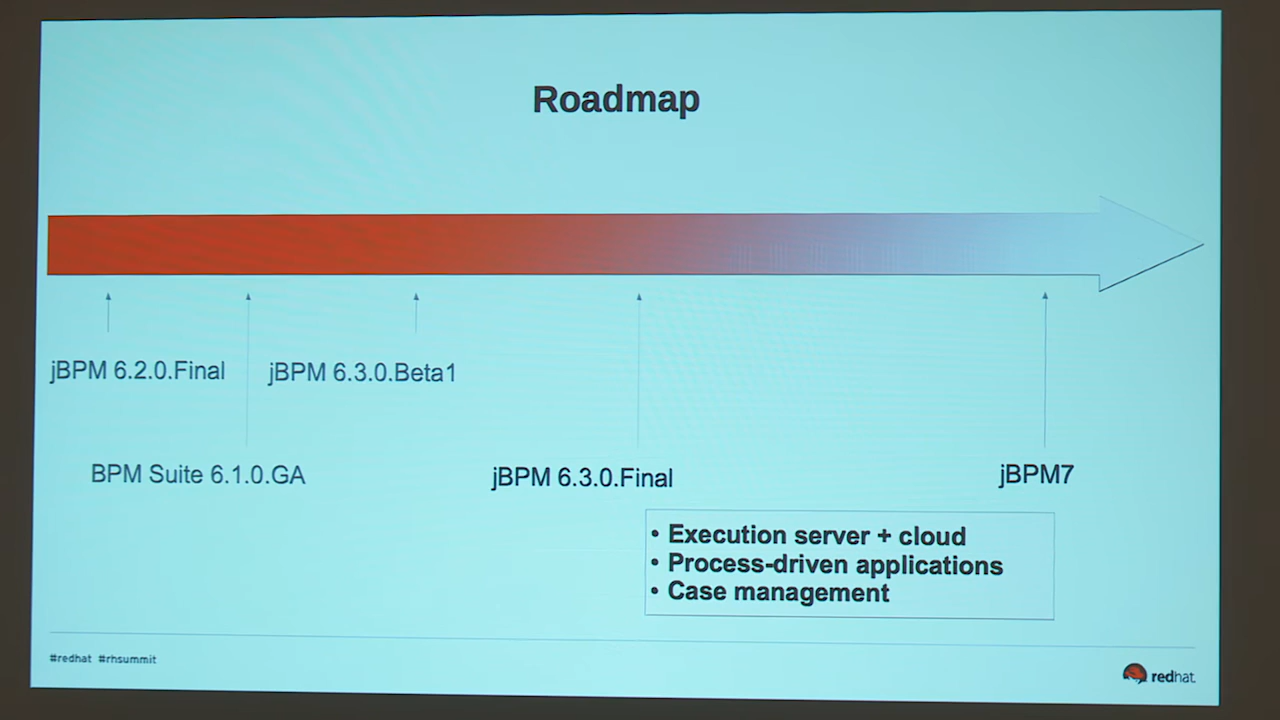 Roadmap
jBPM 6.2.0.Final
jBPM 6.3.0.Beta1
BPM Suite 6.1.0.GA
jBPM 6.3.0.Final
jBPM7
• Execution server + cloud
• Process-driven applications
• Case management
#redhat #rhsummit
redhat.